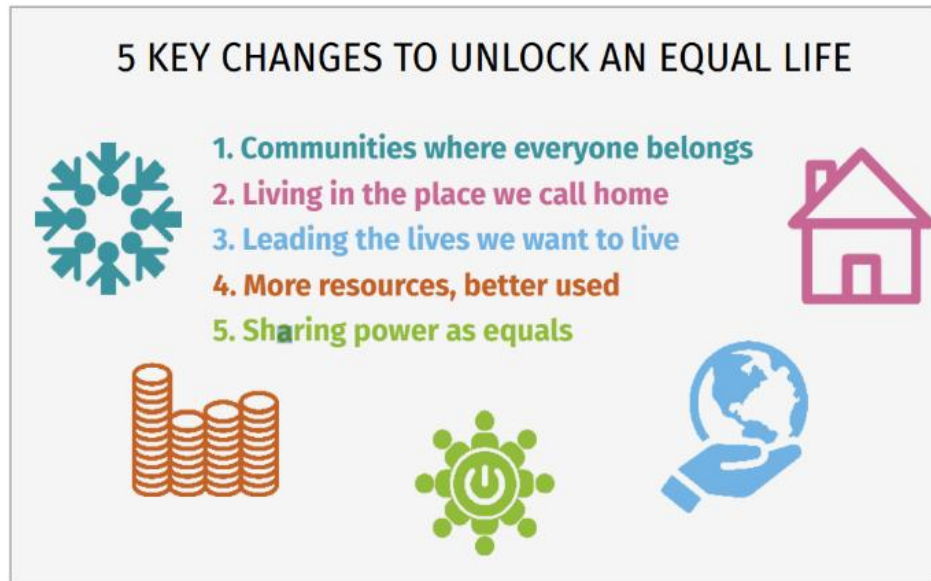 5 KEY CHANGES TO UNLOCK AN EQUAL LIFE
1. Communities where everyone belongs
2. Living in the place we call home
3. Leading the lives we want to live
4. More resources, better used
5. Sharing power as equals